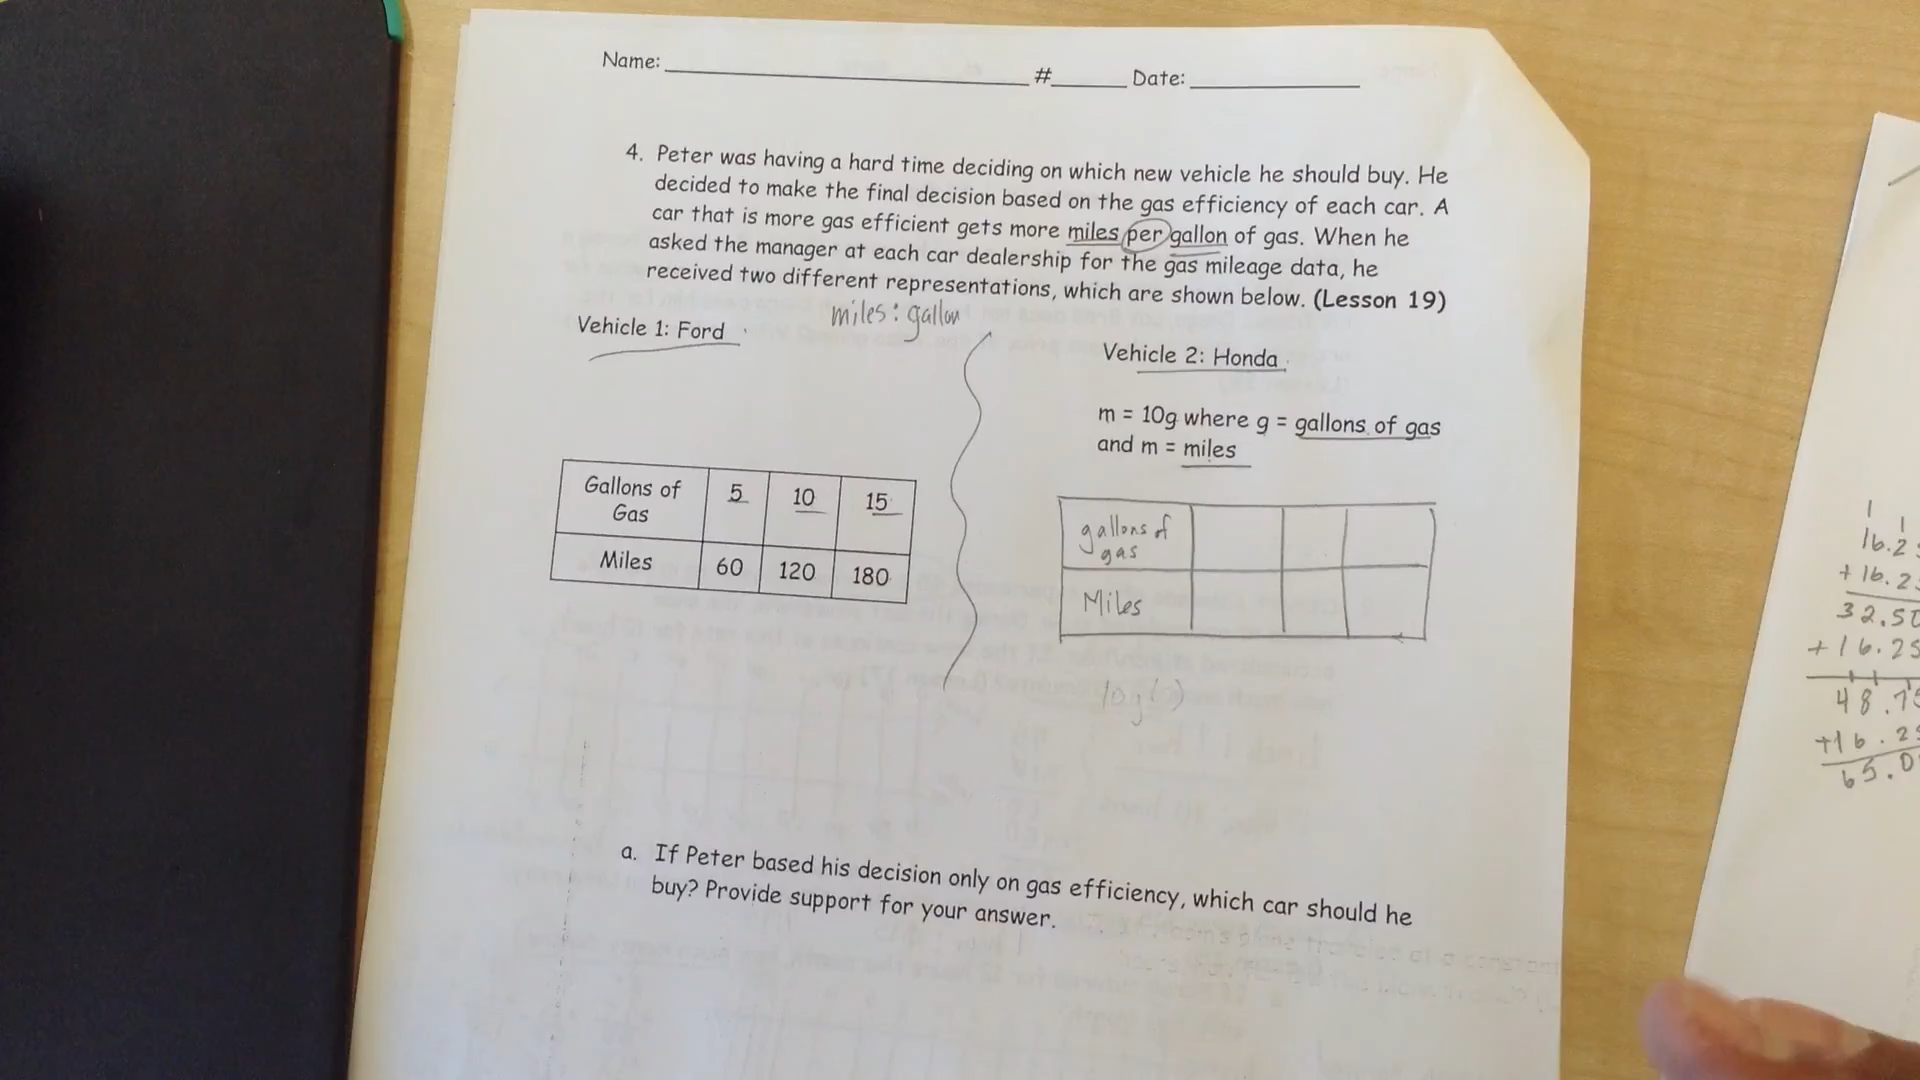 Name: # Date:
4. Peter was having a hard time deciding on which new vehicle he should buy. He
decided to make the final decision based on the gas efficiency of each car. A
car that is more gas efficient gets more miles per gallon of gas. When he
asked the manager at each car dealership for the gas mileage data, he
received two different representations, which are shown below. (Lesson 19)
miles: gallon
Vehicle 1: Ford
Vehicle 2: Honda
m = 10g where g = gallons of gas
and m = miles
Gallons of Gas 5 10 15
Miles 60 120 180
gallons of
gas
Miles
log( )
a. If Peter based his decision only on gas efficiency, which car should he
buy? Provide support for your answer.
1 1
16.2
+ 16.2
32.50
+ 16.25
48.75
+16.2
65.0